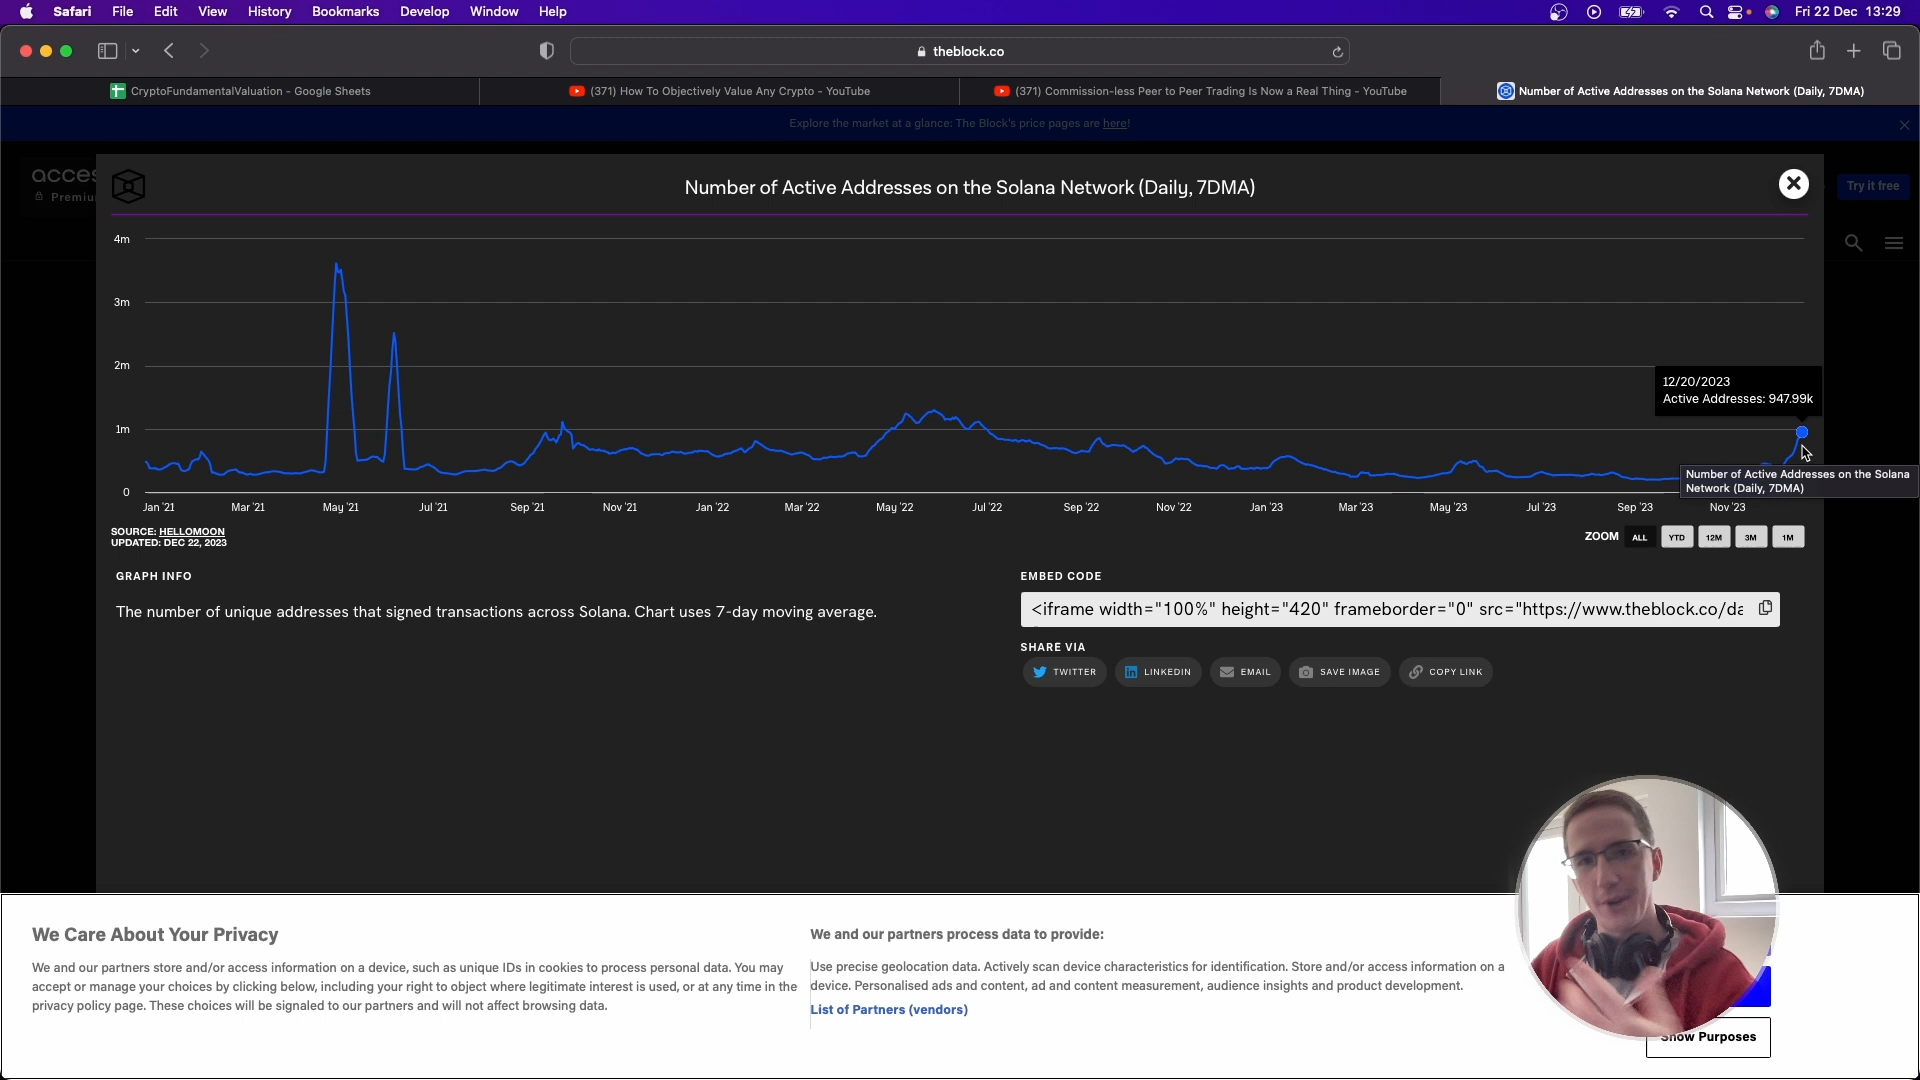 Safari File Edit View History Bookmarks Develop Window Help Fri 22 Dec 13:29
theblock.co
CryptoFundamentalValuation - Google Sheets
(371) How To Objectively Value Any Crypto - YouTube
(371) Commission-less Peer to Peer Trading Is Now a Real Thing - YouTube
Number of Active Addresses on the Solana Network (Daily, 7DMA)
Explore the market at a glance: The Block's price pages are here!
Try it free
Number of Active Addresses on the Solana Network (Daily, 7DMA)
4m
3m
2m
1m
0
12/20/2023
Active Addresses: 947.99k
Number of Active Addresses on the Solana
Network (Daily, 7DMA)
Jan '21 Mar '21 May '21 Jul '21 Sep '21 Nov '21 Jan '22 Mar '22 May '22 Jul '22 Sep '22 Nov '22 Jan '23 Mar '23 May '23 Jul '23 Sep '23 Nov '23
SOURCE: HELLOMOON
UPDATED: DEC 22, 2023
ZOOM ALL YTD 12M 3M 1M
GRAPH INFO
The number of unique addresses that signed transactions across Solana. Chart uses 7-day moving average.
EMBED CODE
<iframe width="100%" height="420" frameborder="0" src="https://www.theblock.co/da
SHARE VIA
TWITTER LINKEDIN EMAIL SAVE IMAGE COPY LINK
We Care About Your Privacy
We and our partners store and/or access information on a device, such as unique IDs in cookies to process personal data. You may
accept or manage your choices by clicking below, including your right to object where legitimate interest is used, or at any time in the
privacy policy page. These choices will be signaled to our partners and will not affect browsing data.
We and our partners process data to provide:
Use precise geolocation data. Actively scan device characteristics for identification. Store and/or access information on a
device. Personalised ads and content, ad and content measurement, audience insights and product development.
List of Partners (vendors)
Show Purposes